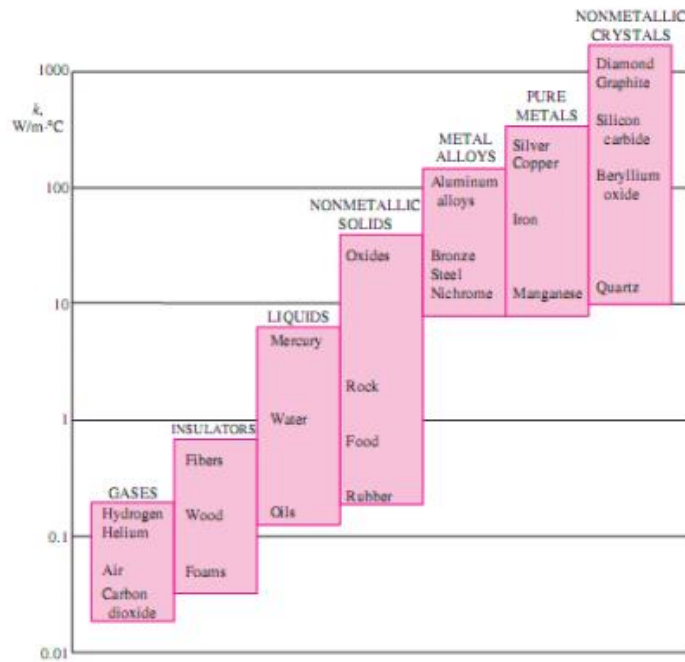 NONMETALLIC
CRYSTALS
1000
k,
W/m·°C
100
10
1
0.1
0.01
GASES
Hydrogen
Helium
Air
Carbon
dioxide
INSULATORS
Fibers
Wood
Foams
LIQUIDS
Mercury
Water
Oils
NONMETALLIC
SOLIDS
Oxides
Rock
Food
Rubber
METAL
ALLOYS
Aluminum
alloys
Bronze
Steel
Nichrome
PURE
METALS
Silver
Copper
Iron
Manganese
Diamond
Graphite
Silicon
carbide
Beryllium
oxide
Quartz